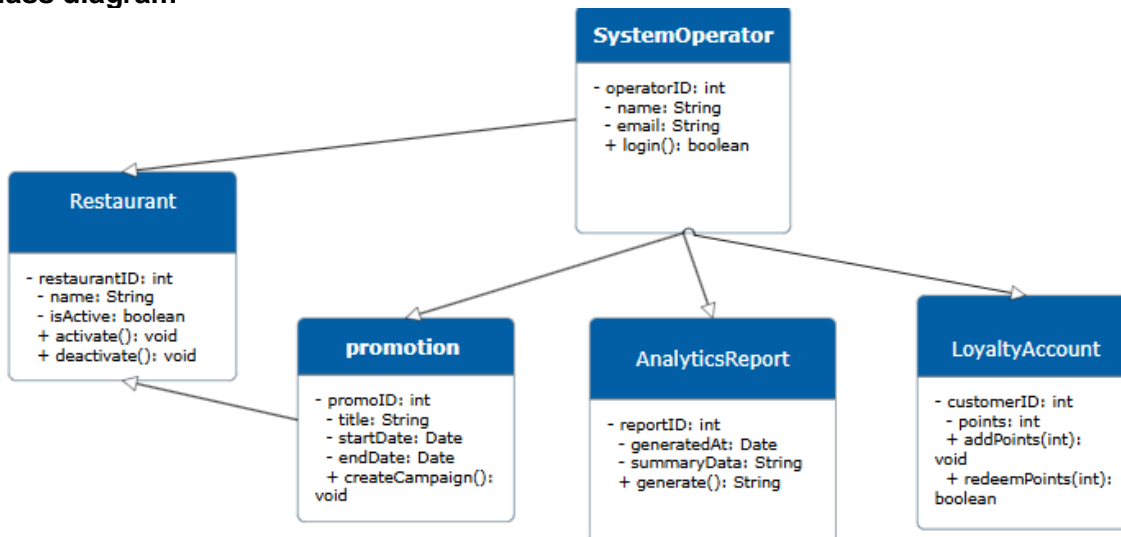 lass diagram
SystemOperator
- operatorID: int
- name: String
- email: String
+ login(): boolean
Restaurant
- restaurantID: int
- name: String
- isActive: boolean
+ activate(): void
+ deactivate(): void
promotion
- promoID: int
- title: String
- startDate: Date
- endDate: Date
+ createCampaign():
void
AnalyticsReport
- reportID: int
- generatedAt: Date
- summaryData: String
+ generate(): String
LoyaltyAccount
- customerID: int
- points: int
+ addPoints(int):
void
+ redeemPoints(int):
boolean